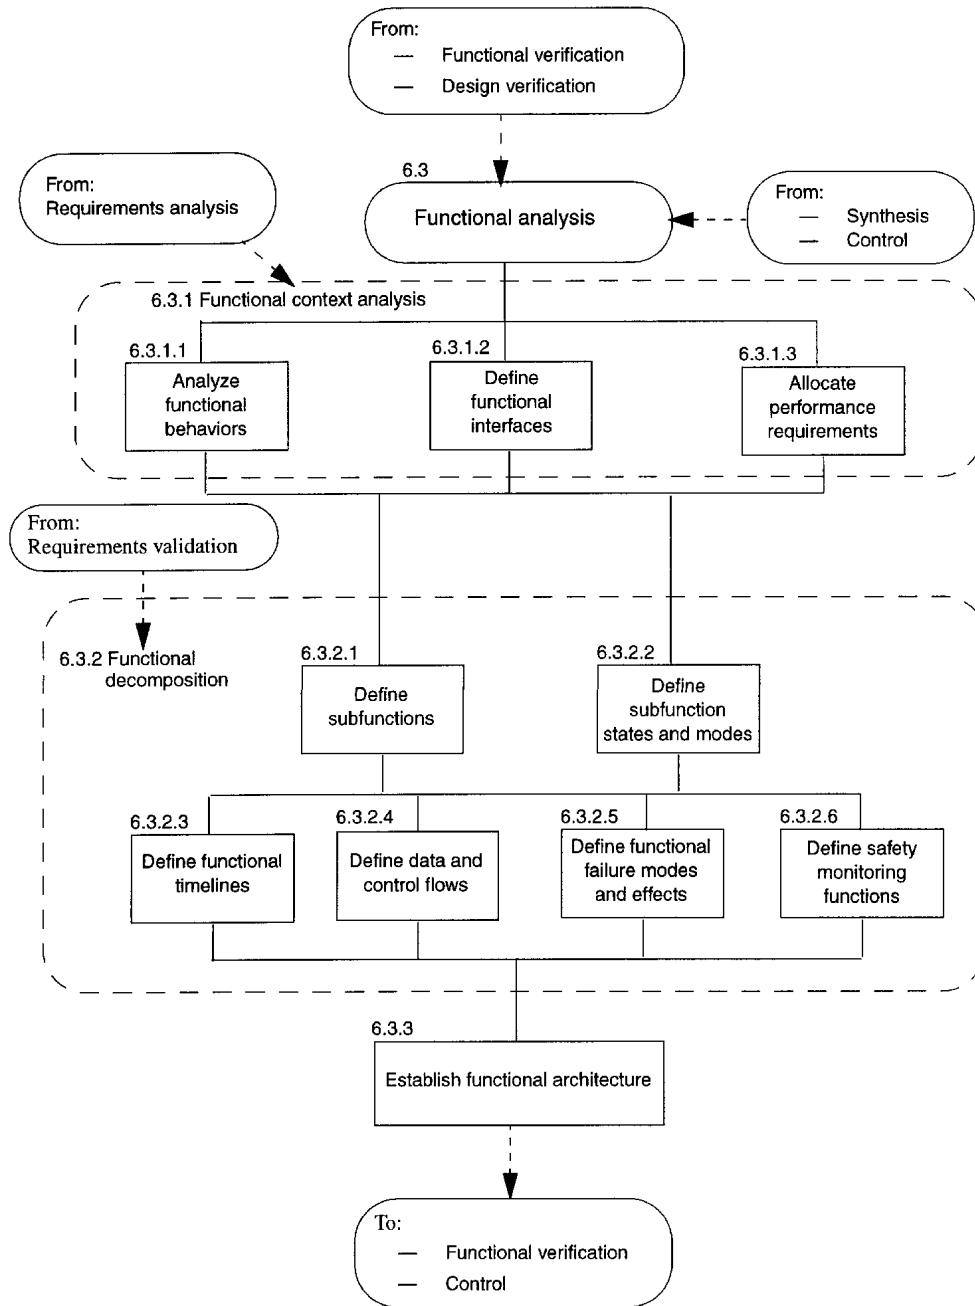 From:
— Functional verification
— Design verification
6.3
Functional analysis
From:
Requirements analysis
From:
— Synthesis
— Control
6.3.1 Functional context analysis
6.3.1.1
Analyze
functional
behaviors
6.3.1.2
Define
functional
interfaces
6.3.1.3
Allocate
performance
requirements
From:
Requirements validation
6.3.2 Functional
decomposition
6.3.2.1
Define
subfunctions
6.3.2.2
Define
subfunction
states and modes
6.3.2.3
Define functional
timelines
6.3.2.4
Define data and
control flows
6.3.2.5
Define functional
failure modes
and effects
6.3.2.6
Define safety
monitoring
functions
6.3.3
Establish functional architecture
To:
— Functional verification
— Control